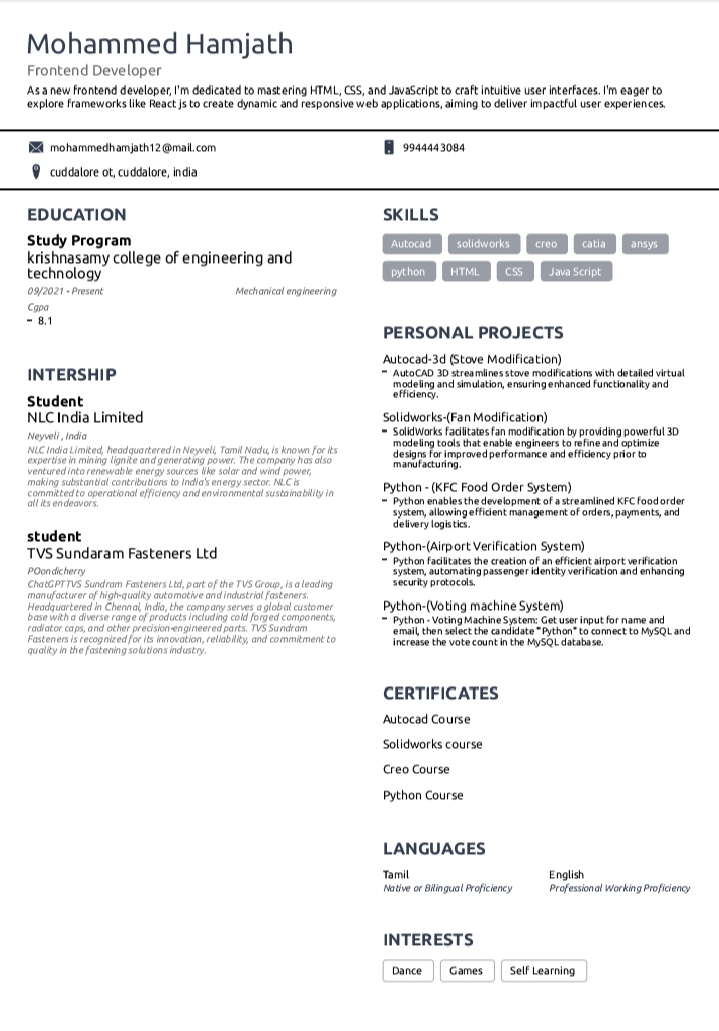 Mohammed Hamjath
Frontend Developer
As a new frontend developer, I'm dedicated to mastering HTML, CSS, and JavaScript to craft intuitive user interfaces. I'm eager to
explore frameworks like React js to create dynamic and responsive web applications, aiming to deliver impactful user experiences.
mohammedhamjath12@mail.com
9944443084
cuddalore ot, cuddalore, india
EDUCATION
Study Program
krishnasamy college of engineering and
technology
09/2021 - Present
Mechanical engineering
Cgpa
– 8.1
INTERSHIP
Student
NLC India Limited
Neyveli , India
NLC India Limited, headquartered in Neyveli, Tamil Nadu, is known for its
expertise in mining lignite and generating power. The company has also
ventured into renewable energy sources like solar and wind power,
making substantial contributions to India's energy sector. NLC is
committed to operational efficiency and environmental sustainability in
all its endeavors.
student
TVS Sundaram Fasteners Ltd
POondicherry
ChatGPTTVS Sundram Fasteners Ltd, part of the TVS Group, is a leading
manufacturer of high-quality automotive and industrial fasteners.
Headquartered in Chennai, India, the company serves a global customer
base with a diverse range of products including cold forged components,
radiator caps, and other precision-engineered parts. TVS Sundram
Fasteners is recognized for its innovation, reliability, and commitment to
quality in the fastening solutions industry.
SKILLS
Autocad solidworks creo catia ansys
python HTML CSS Java Script
PERSONAL PROJECTS
Autocad-3d (Stove Modification)
– AutoCAD 3D streamlines stove modifications with detailed virtual
modeling and simulation, ensuring enhanced functionality and
efficiency.
Solidworks-(Fan Modification)
– SolidWorks facilitates fan modification by providing powerful 3D
modeling tools that enable engineers to refine and optimize
designs for improved performance and efficiency prior to
manufacturing.
Python - (KFC Food Order System)
– Python enables the development of a streamlined KFC food order
system, allowing efficient management of orders, payments, and
delivery logistics.
Python-(Airport Verification System)
– Python facilitates the creation of an efficient airport verification
system, automating passenger identity verification and enhancing
security protocols.
Python-(Voting machine System)
– Python - Voting Machine System: Get user input for name and
email, then select the candidate "Python" to connect to MySQL and
increase the vote count in the MySQL database.
CERTIFICATES
Autocad Course
Solidworks course
Creo Course
Python Course
LANGUAGES
Tamil
Native or Bilingual Proficiency
English
Professional Working Proficiency
INTERESTS
Dance Games Self Learning